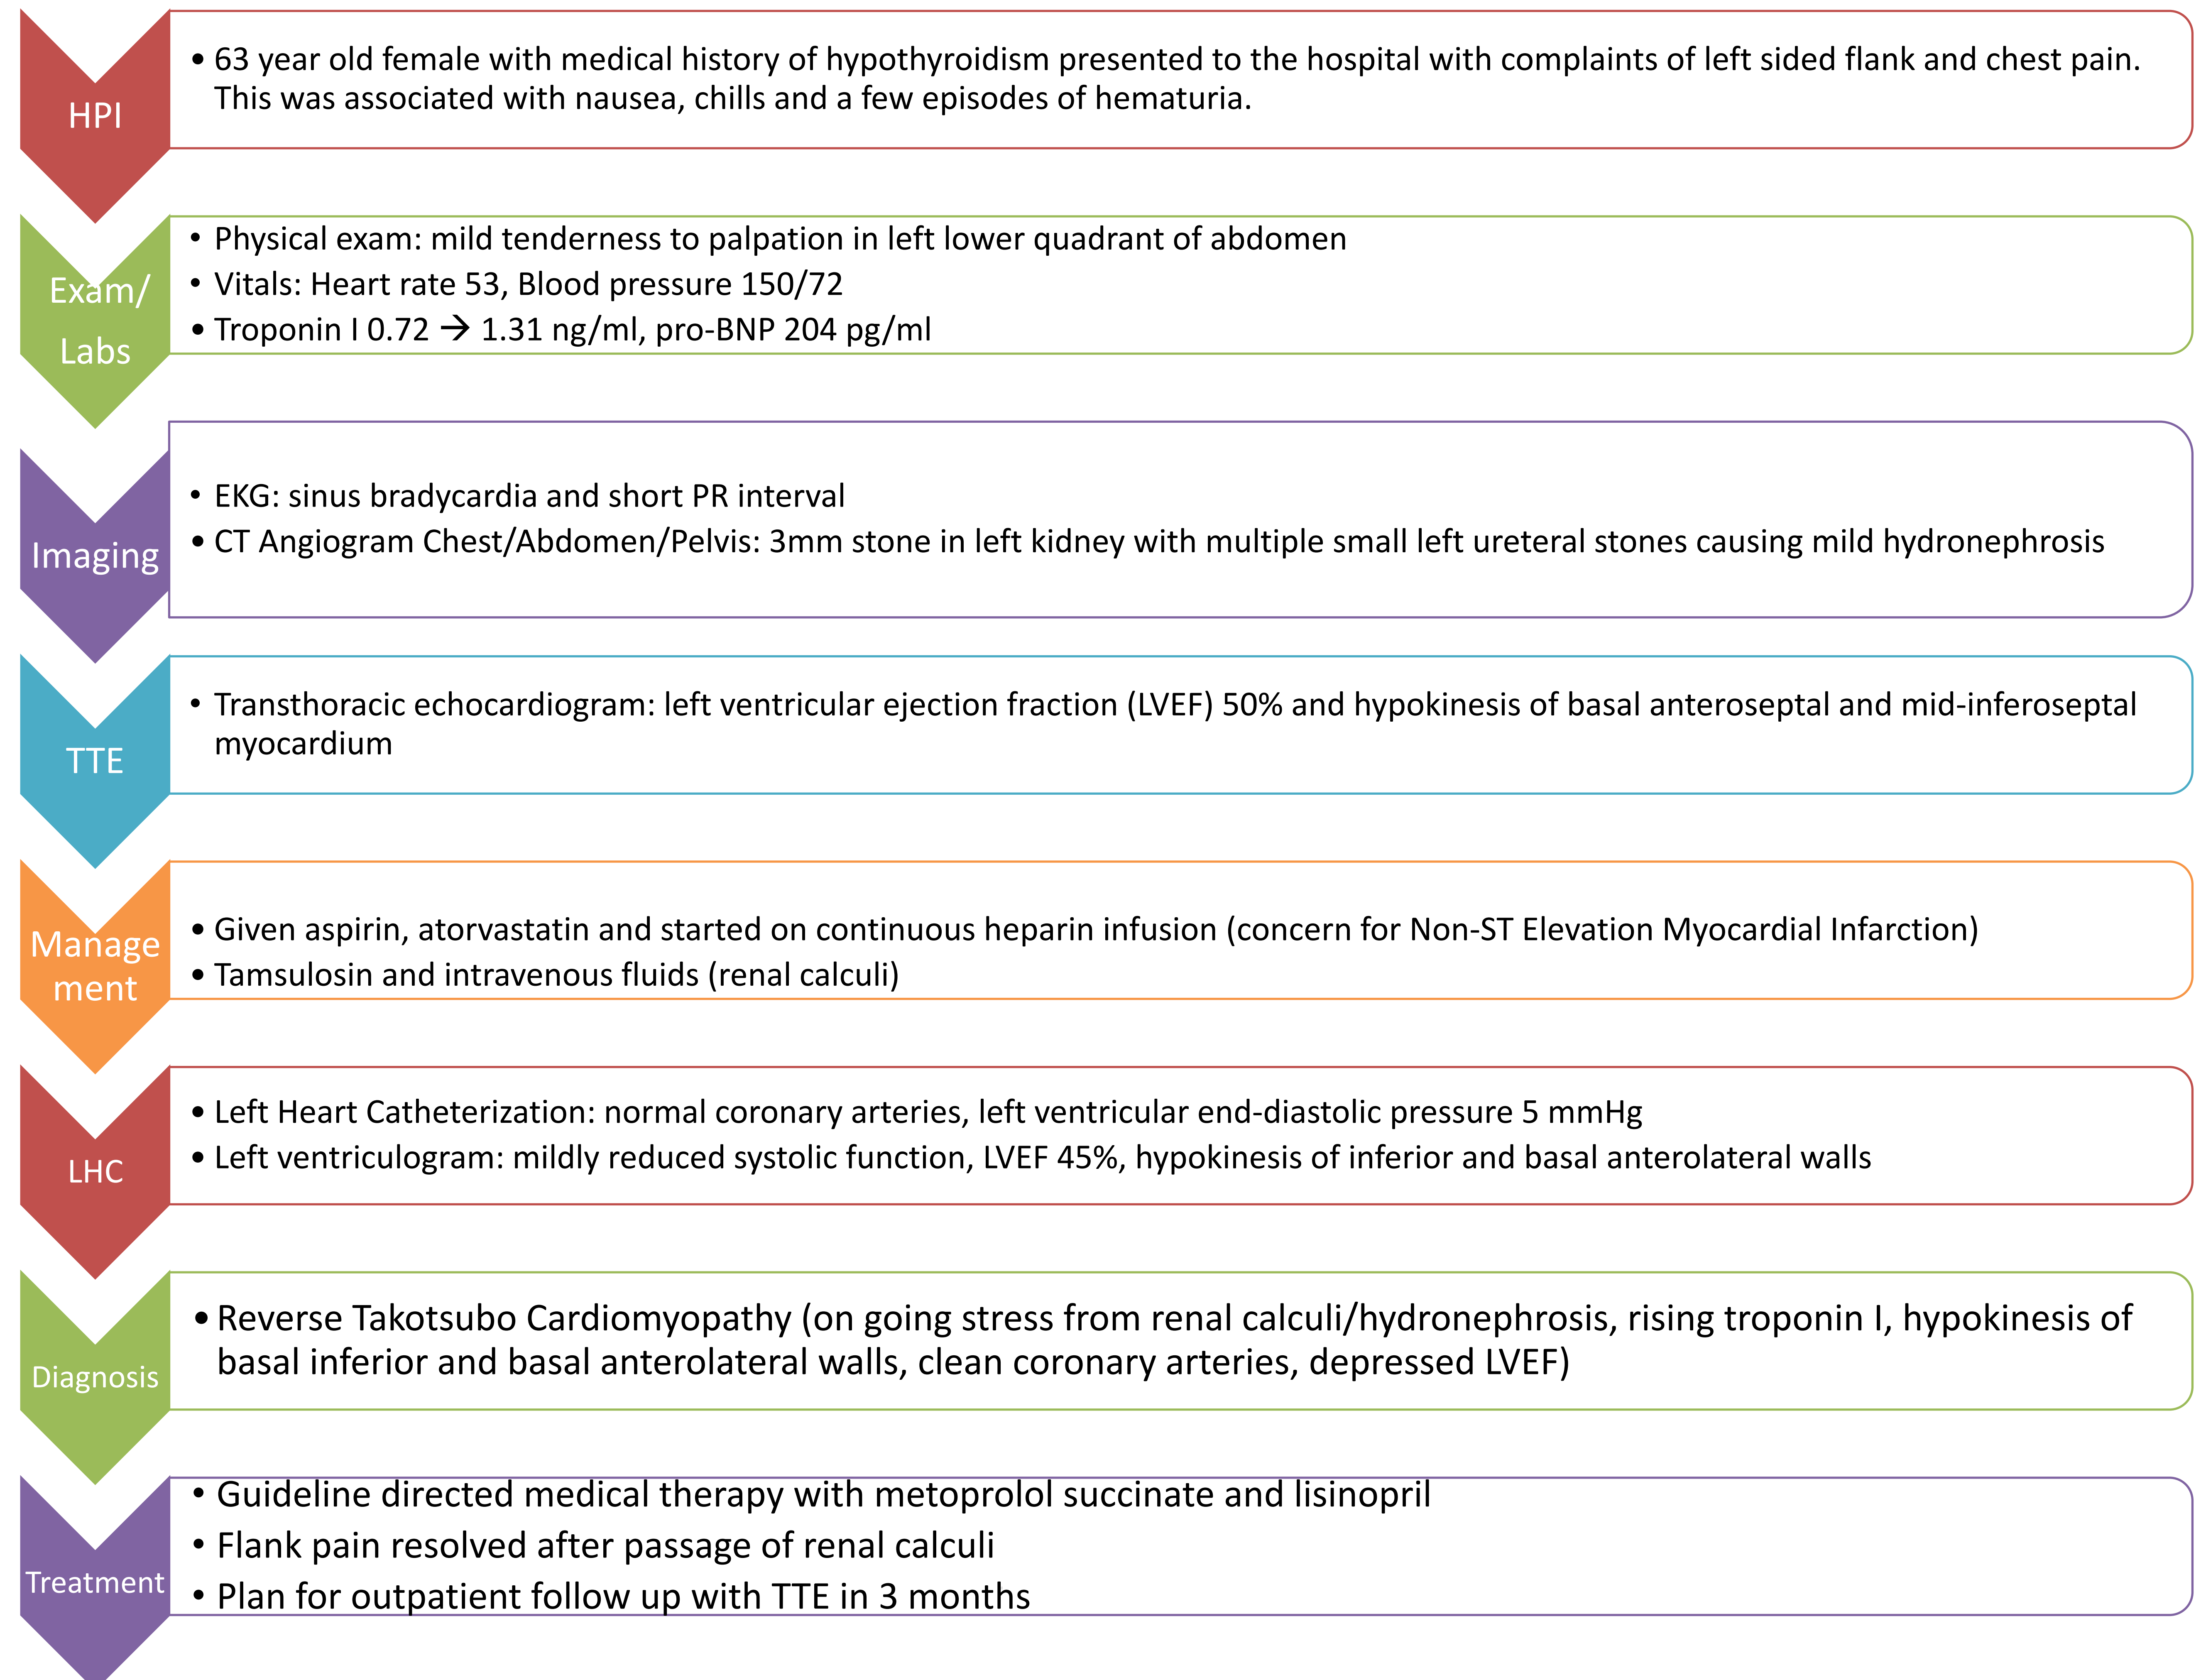 HPI
• 63 year old female with medical history of hypothyroidism presented to the hospital with complaints of left sided flank and chest pain.
This was associated with nausea, chills and a few episodes of hematuria.
Exam/
Labs
• Physical exam: mild tenderness to palpation in left lower quadrant of abdomen
• Vitals: Heart rate 53, Blood pressure 150/72
• Troponin I 0.72 → 1.31 ng/ml, pro-BNP 204 pg/ml
Imaging
• EKG: sinus bradycardia and short PR interval
• CT Angiogram Chest/Abdomen/Pelvis: 3mm stone in left kidney with multiple small left ureteral stones causing mild hydronephrosis
TTE
• Transthoracic echocardiogram: left ventricular ejection fraction (LVEF) 50% and hypokinesis of basal anteroseptal and mid-inferoseptal
myocardium
Manage
ment
• Given aspirin, atorvastatin and started on continuous heparin infusion (concern for Non-ST Elevation Myocardial Infarction)
• Tamsulosin and intravenous fluids (renal calculi)
LHC
• Left Heart Catheterization: normal coronary arteries, left ventricular end-diastolic pressure 5 mmHg
• Left ventriculogram: mildly reduced systolic function, LVEF 45%, hypokinesis of inferior and basal anterolateral walls
Diagnosis
• Reverse Takotsubo Cardiomyopathy (on going stress from renal calculi/hydronephrosis, rising troponin I, hypokinesis of
basal inferior and basal anterolateral walls, clean coronary arteries, depressed LVEF)
Treatment
• Guideline directed medical therapy with metoprolol succinate and lisinopril
• Flank pain resolved after passage of renal calculi
• Plan for outpatient follow up with TTE in 3 months